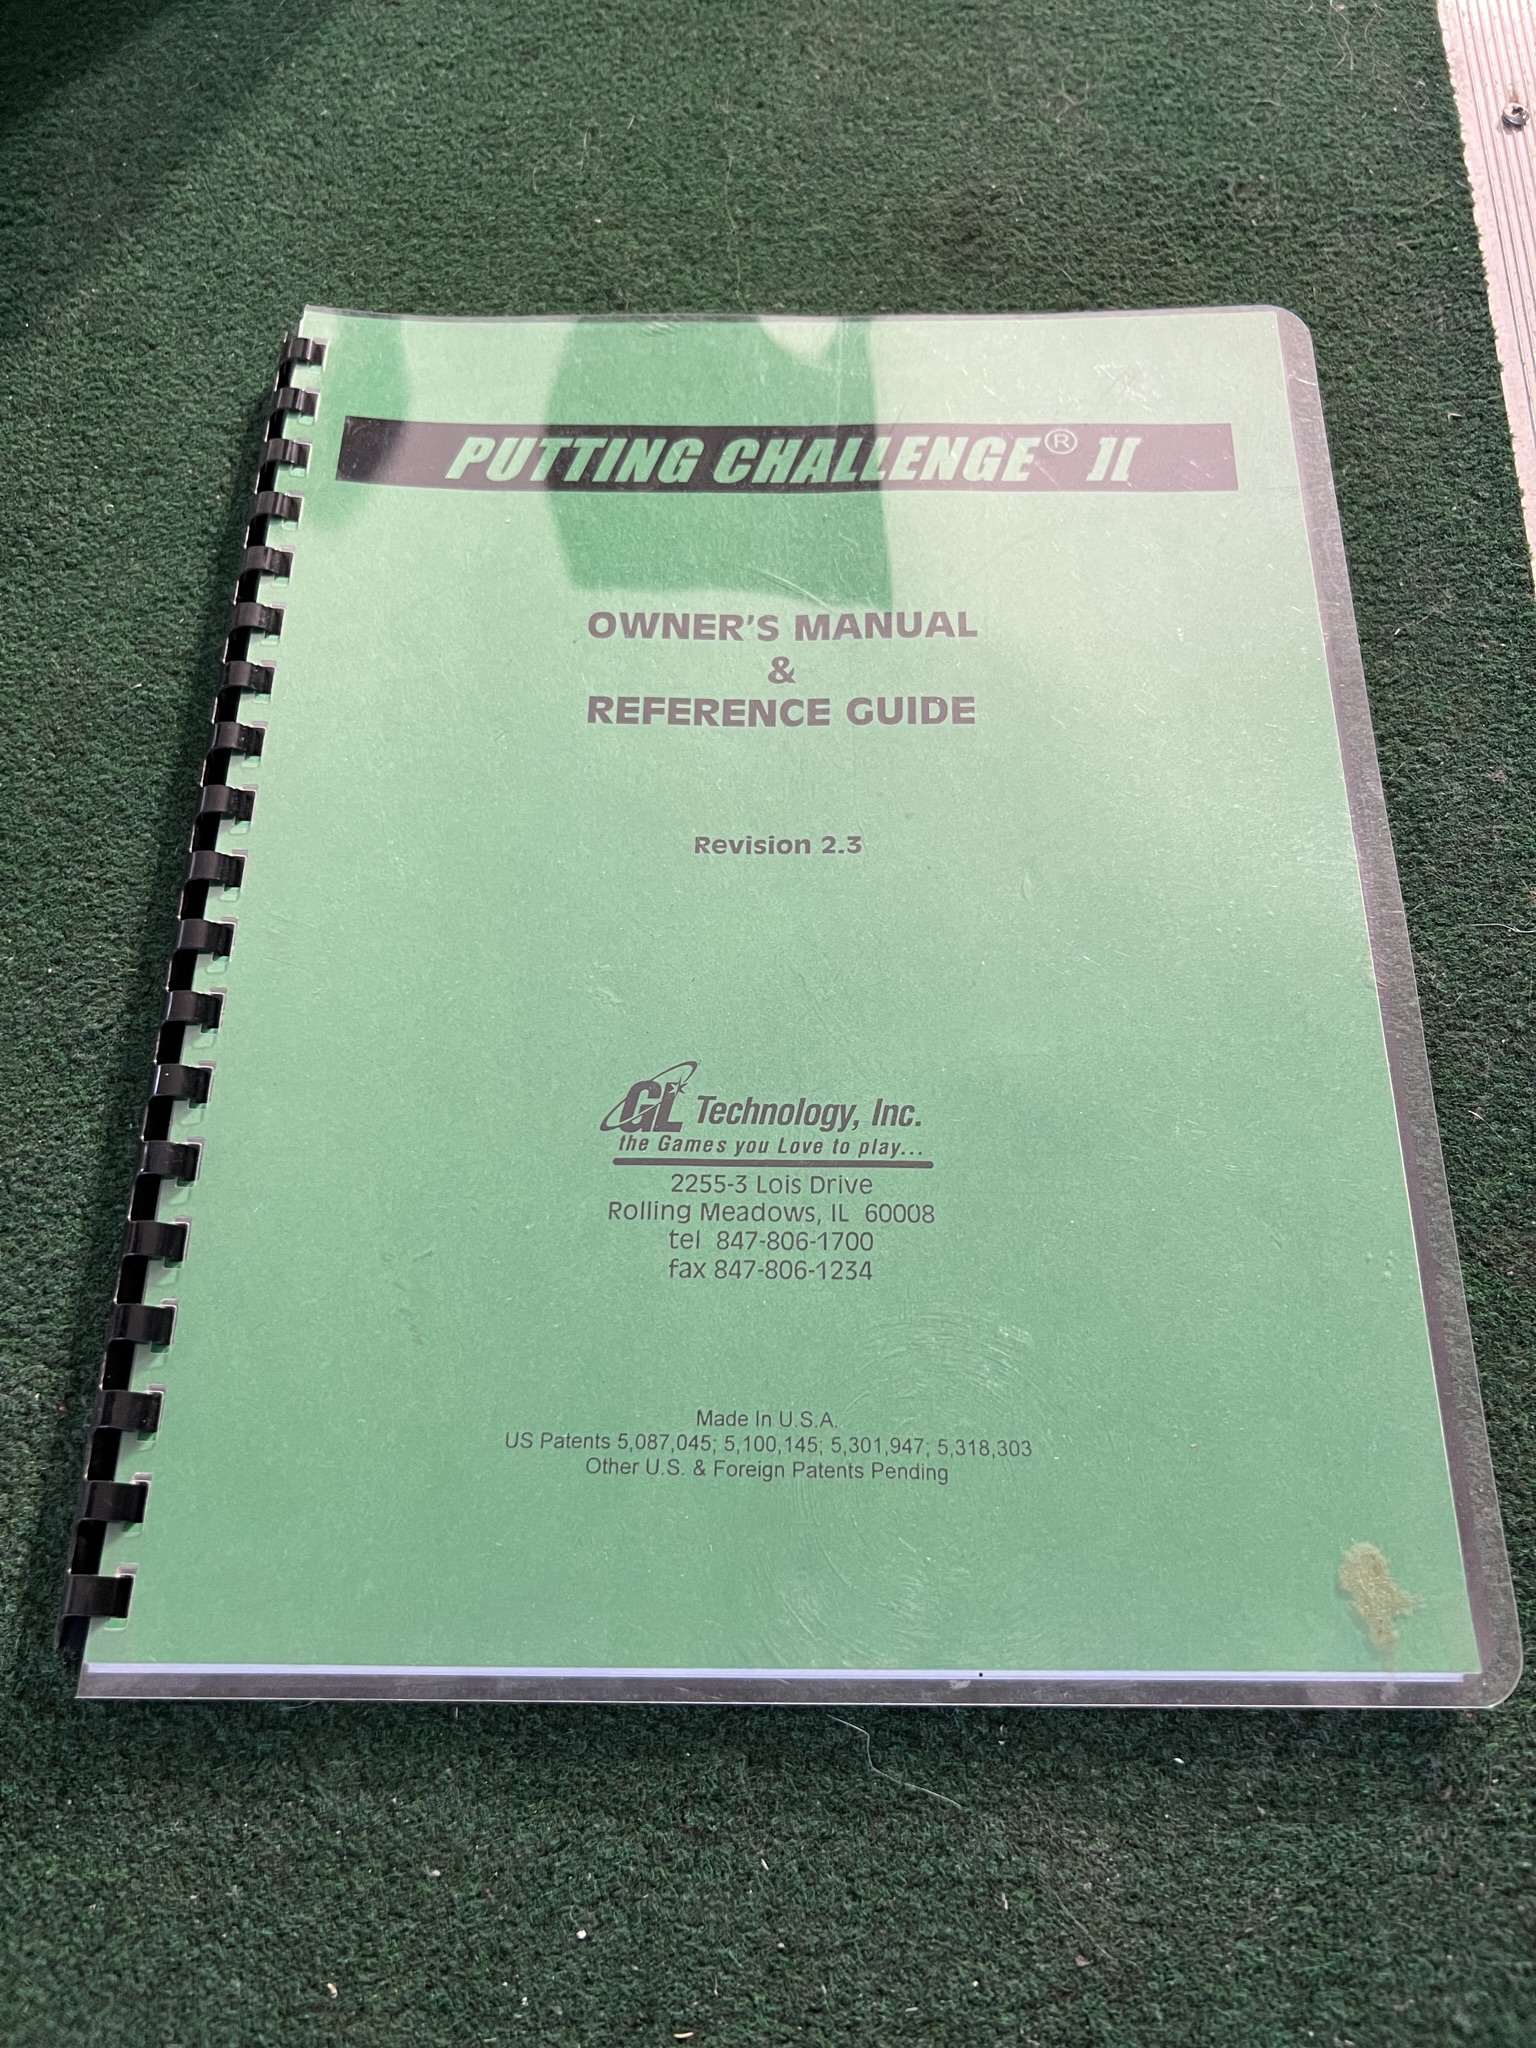 PUTTING CHALLENGE® II
OWNER'S MANUAL
&
REFERENCE GUIDE
Revision 2.3
GL Technology, Inc.
the Games you Love to play...
2255-3 Lois Drive
Rolling Meadows, IL 60008
tel 847-806-1700
fax 847-806-1234
Made In U.S.A.
US Patents 5,087,045; 5,100,145; 5,301,947; 5,318,303
Other U.S. & Foreign Patents Pending